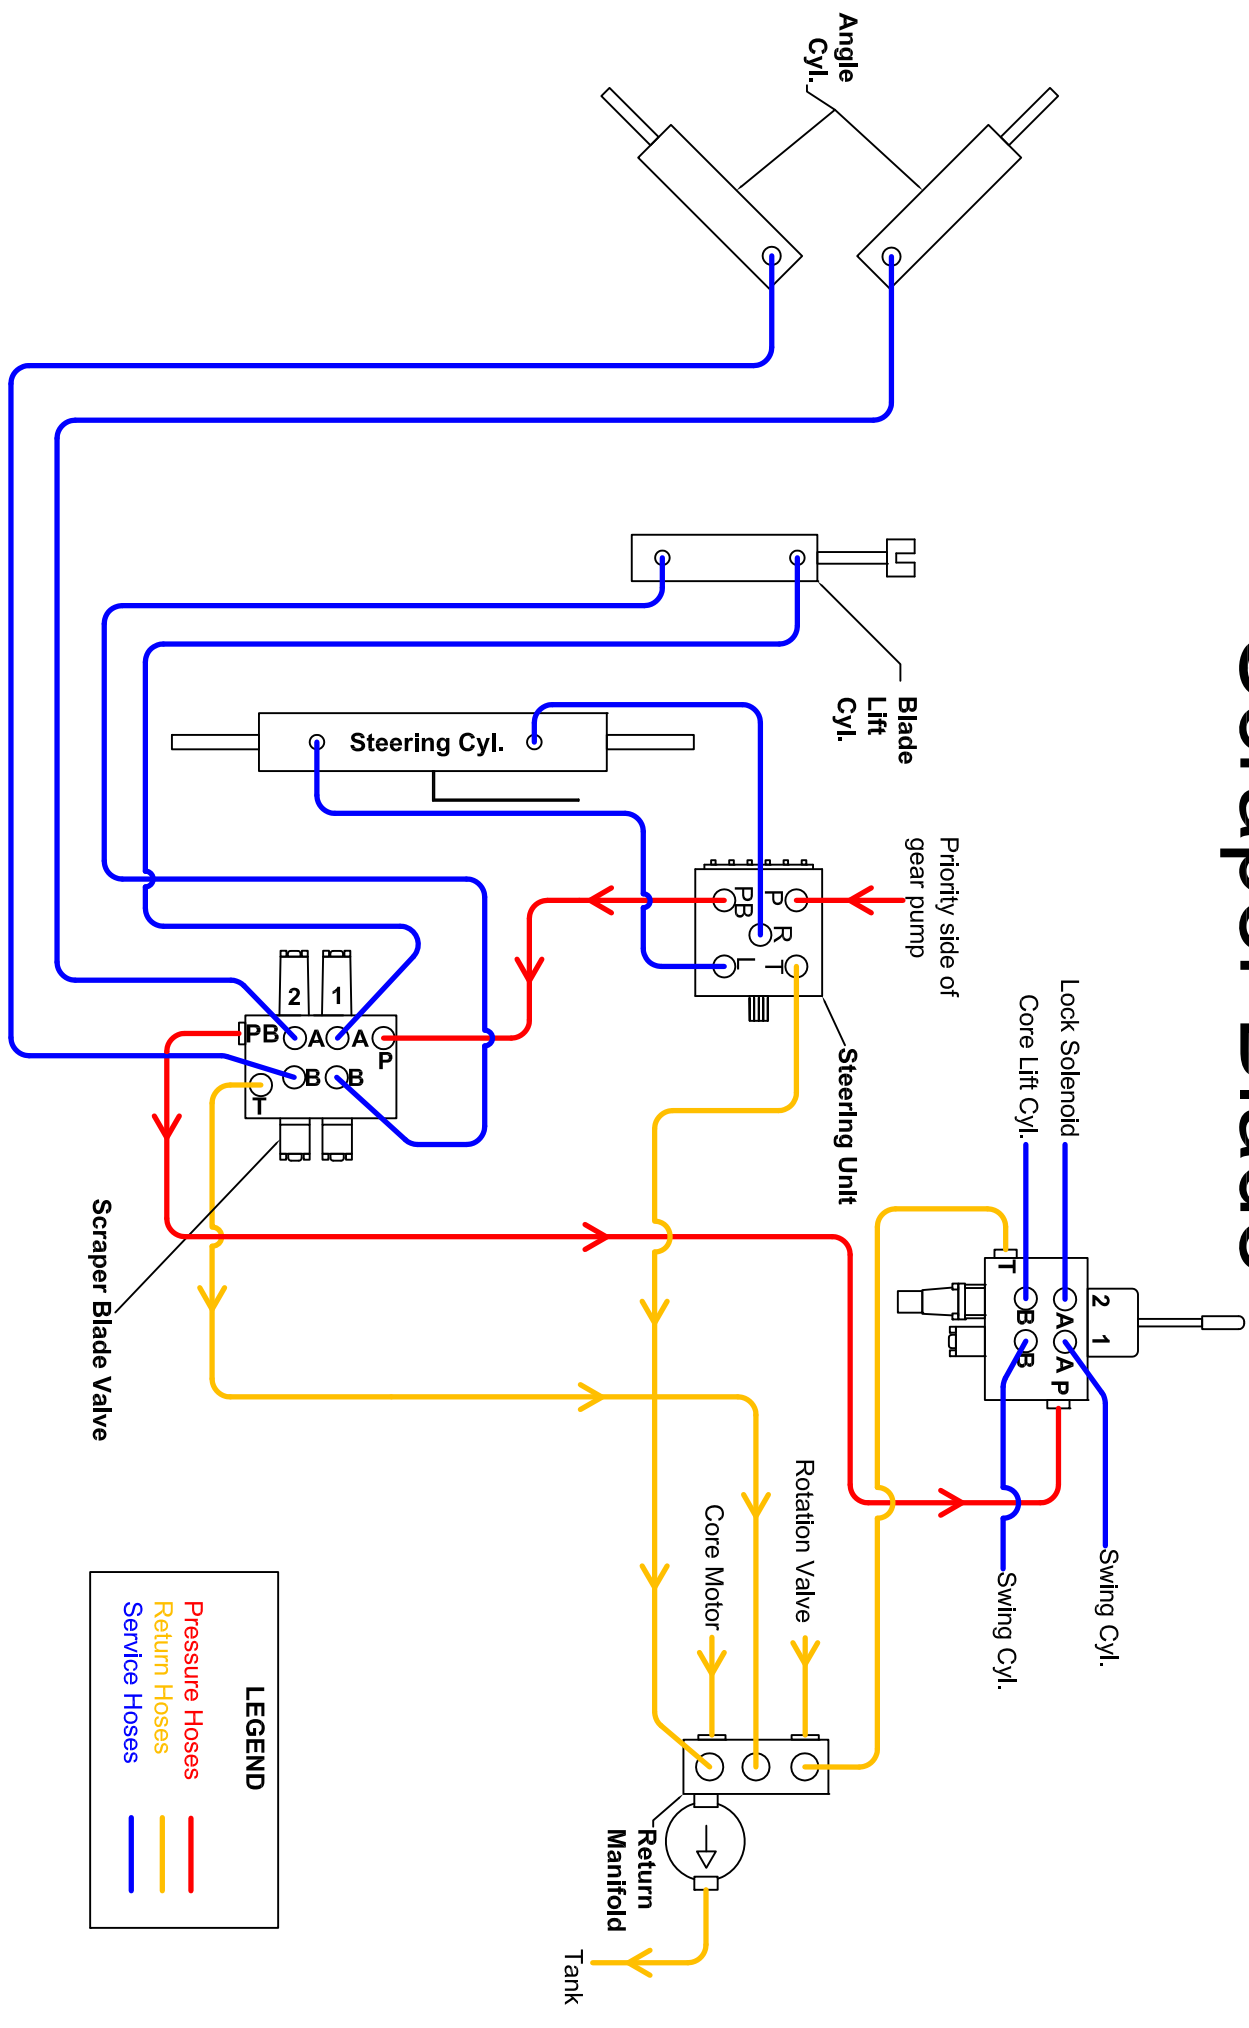 Scraper Blade
Angle
Cyl.
Blade
Lift
Cyl.
Steering Cyl.
Priority side of
gear pump
P
PB
R
L
T
Steering Unit
Lock Solenoid
Core Lift Cyl.
2
1
A
A
B
B
P
T
Swing Cyl.
Swing Cyl.
2
1
PB
A
A
P
B
B
T
Scraper Blade Valve
Rotation Valve
Core Motor
Return
Manifold
Tank
LEGEND
Pressure Hoses
Return Hoses
Service Hoses